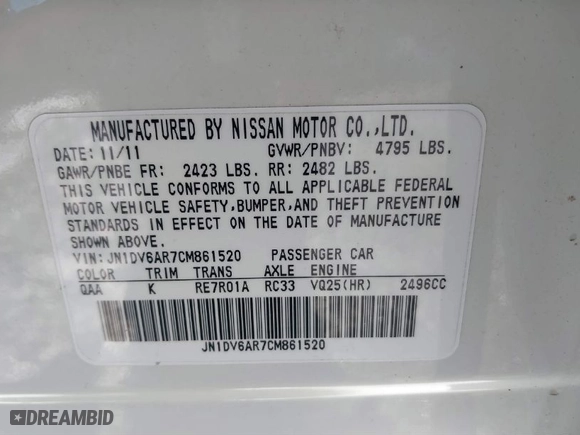 MANUFACTURED BY NISSAN MOTOR CO.,LTD.
DATE: 11/11 GVWR/PNBV: 4795 LBS.
GAWR/PNBE FR: 2423 LBS. RR: 2482 LBS.
THIS VEHICLE CONFORMS TO ALL APPLICABLE FEDERAL
MOTOR VEHICLE SAFETY,BUMPER,AND THEFT PREVENTION
STANDARDS IN EFFECT ON THE DATE OF MANUFACTURE
SHOWN ABOVE.
VIN: JN1DV6AR7CM861520 PASSENGER CAR
COLOR TRIM TRANS AXLE ENGINE
QAA K RE7R01A RC33 VQ25(HR) 2496CC
JN1DV6AR7CM861520
DREAMBID